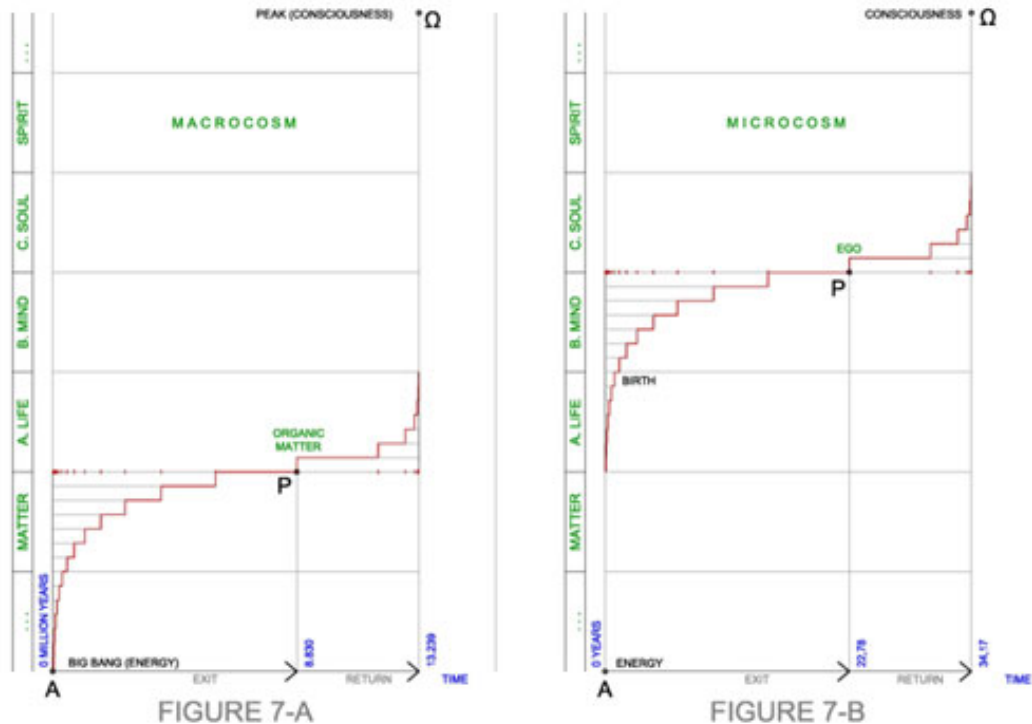 PEAK (CONSCIOUSNESS)
Ω
...
SPIRIT
MACROCOSM
C. SOUL
B. MIND
A. LIFE
ORGANIC
MATTER
P
MATTER
...
0 MILLION YEARS
BIG BANG (ENERGY)
8.830
13.239
A
EXIT
RETURN
TIME
FIGURE 7-A
CONSCIOUSNESS
Ω
...
SPIRIT
MICROCOSM
C. SOUL
EGO
P
B. MIND
BIRTH
A. LIFE
MATTER
...
0 YEARS
ENERGY
22,78
34,17
A
EXIT
RETURN
TIME
FIGURE 7-B